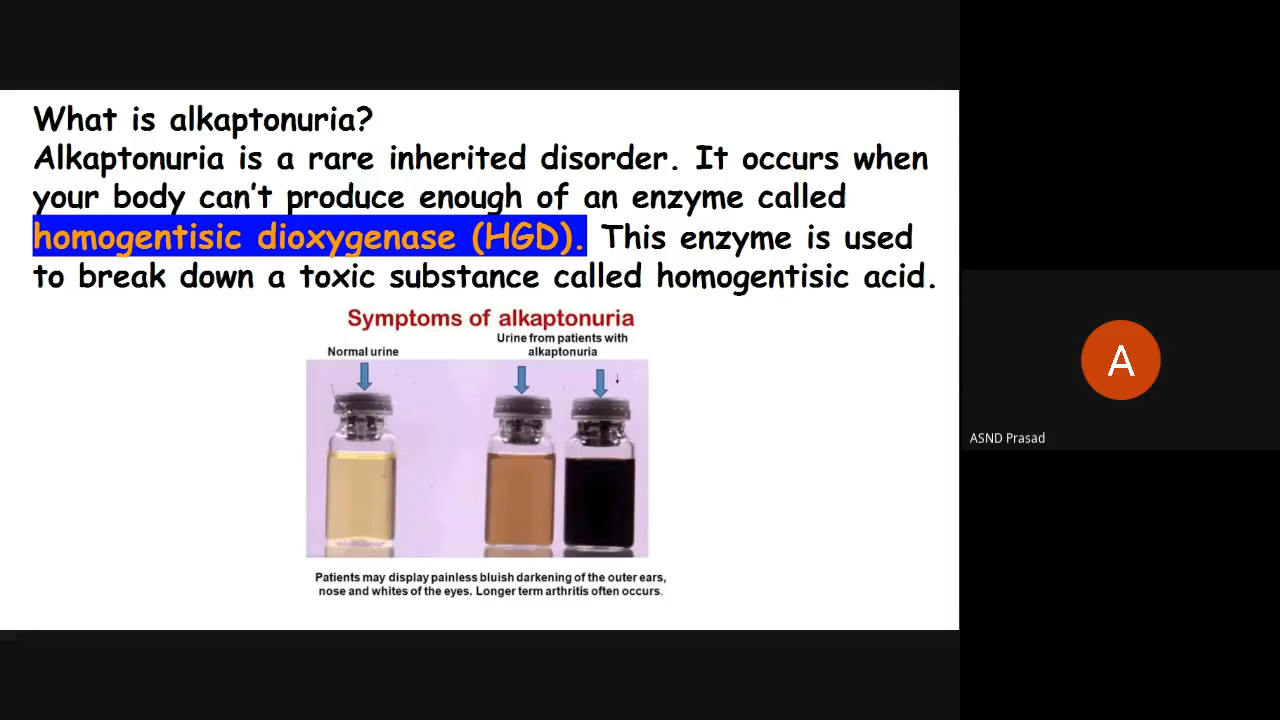 What is alkaptonuria?
Alkaptonuria is a rare inherited disorder. It occurs when
your body can't produce enough of an enzyme called
homogentisic dioxygenase (HGD). This enzyme is used
to break down a toxic substance called homogentisic acid.
Symptoms of alkaptonuria
Normal urine
Urine from patients with
alkaptonuria
Patients may display painless bluish darkening of the outer ears,
nose and whites of the eyes. Longer term arthritis often occurs.
A
ASND Prasad